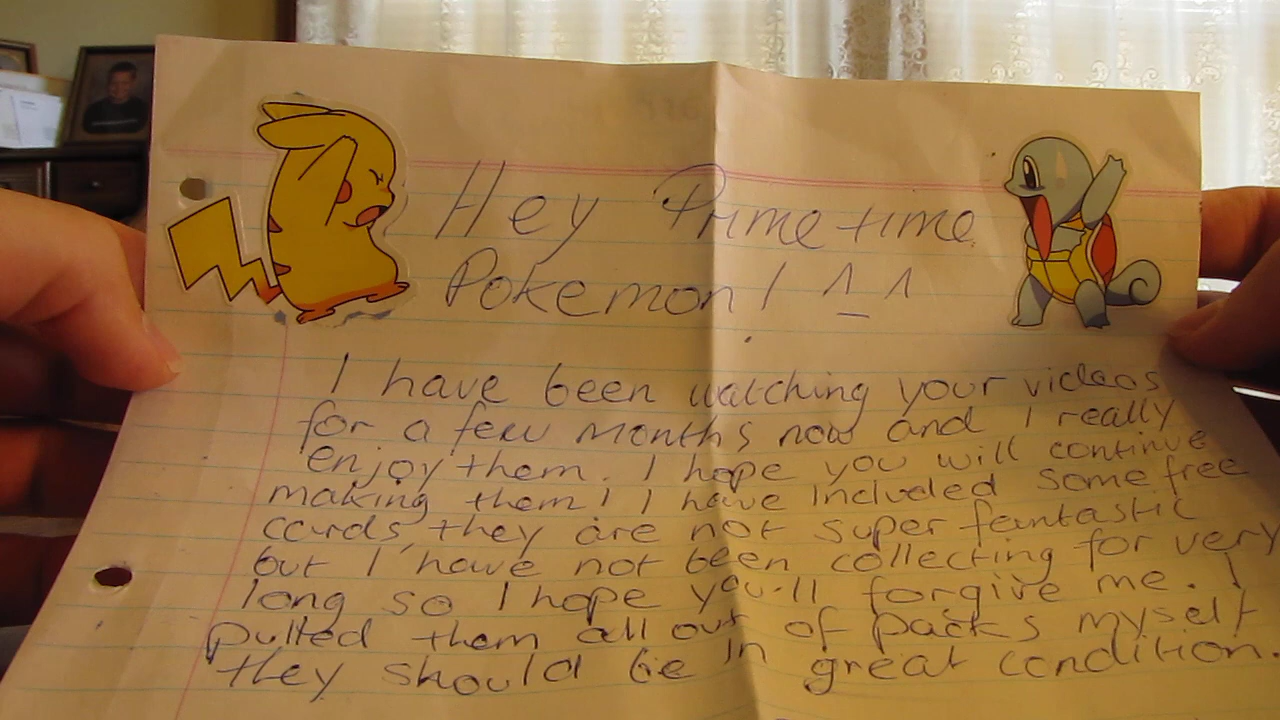 Hey Primetime
Pokemon! ^_^
I have been watching your videos
for a few months now and I really
enjoy them. I hope you will continue
making them! I have included some free
cards, they are not super fantastic
but I have not been collecting for very
long so I hope you'll forgive me. I
pulled them all out of packs myself
they should be in great condition.